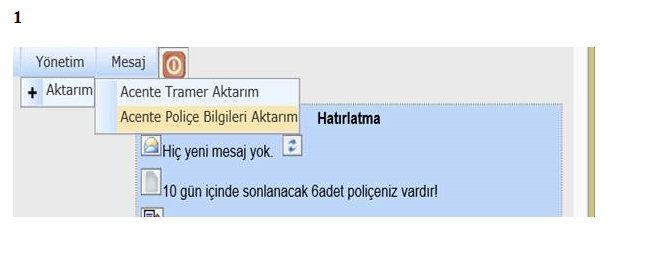 1
Yönetim Mesaj
+ Aktarım Acente Tramer Aktarım
Acente Poliçe Bilgileri Aktarım
Hatırlatma
Hiç yeni mesaj yok.
10 gün içinde sonlanacak 6adet poliçeniz vardır!